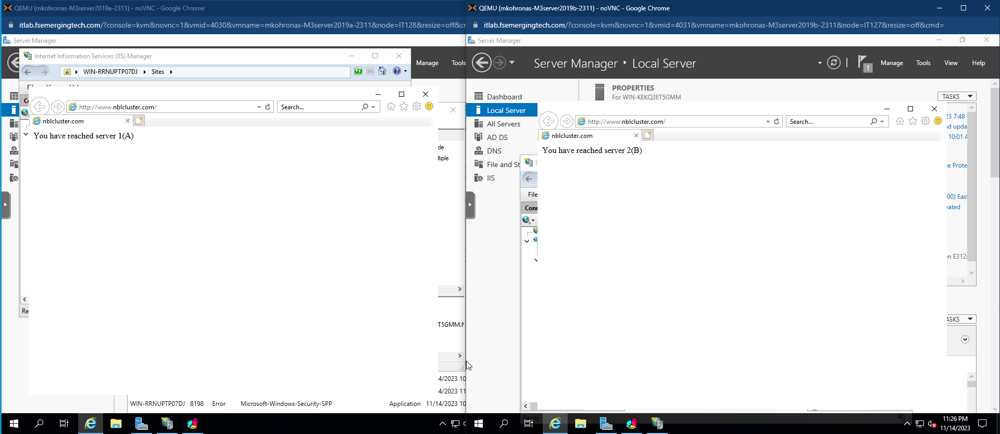 QEMU (mkohronas-M3server2019a-2311) - noVNC - Google Chrome
itlab.fsemergingtech.com/?console=kvm&novnc=1&vmid=4030&vmname=mkohronas-M3server2019a-2311&node=IT128&resize=off&cr
Server Manager
Internet Information Services (IIS) Manager
Manage
Tools
WIN-RRNUPTP07DJ
Sites
http://www.nblcluster.com/
Search...
nblcluster.com
You have reached server 1(A)
de
ltiple
Re
T5GMM.N
4/2023 10
4/2023 11
WIN-RRNUPTP07DJ 8198 Error Microsoft-Windows-Security-SPP Application 11/14/2023 10
QEMU (mkohronas-M3server2019b-2311) - noVNC - Google Chrome
itlab.fsemergingtech.com/?console=kvm&novnc=1&vmid=4031&vmname=mkohronas-M3server2019b-2311&node=IT127&resize=off&cmd=
Server Manager
Server Manager
Local Server
1
Manage
Tools
View
Help
PROPERTIES
For WIN-KEKQ3ET5GMM
TASKS
Dashboard
Local Server
All Servers
AD DS
DNS
File and St
IIS
http://www.nblcluster.com/
Search...
nblcluster.com
You have reached server 2(B)
23 7:48
nd upda
10:01 A
e Prote
File
00) East
Conn
vated
on E312x
ASKS
Ready
11:26 PM
11/14/2023